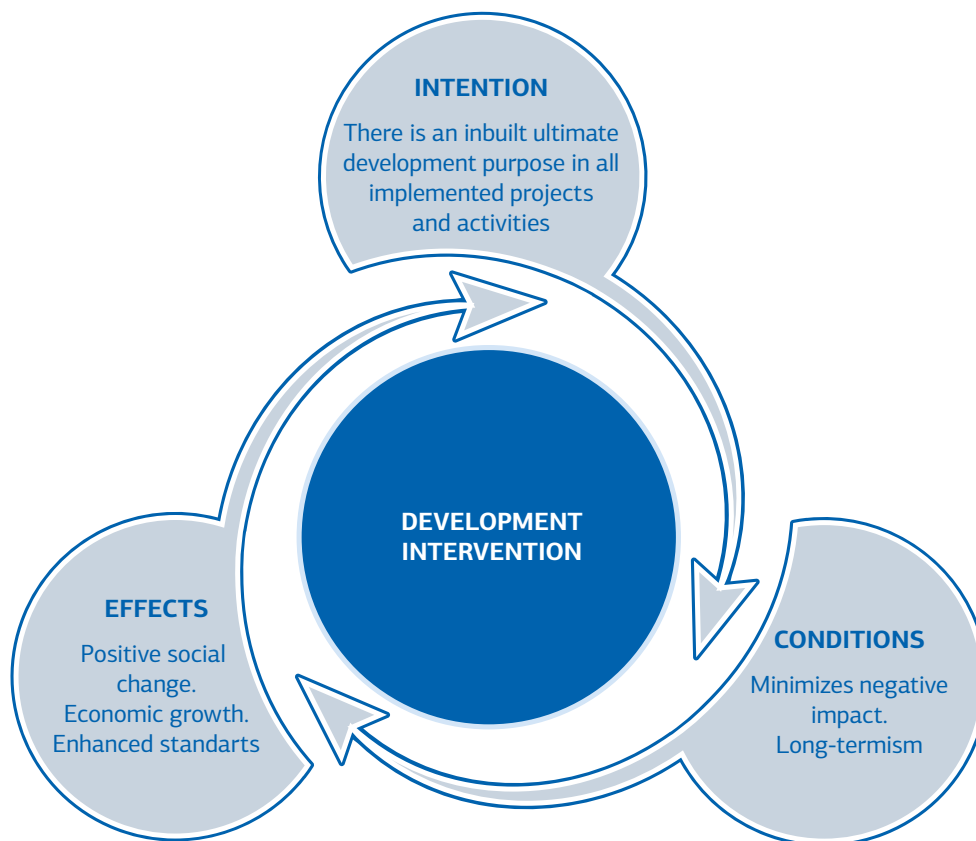 INTENTION
There is an inbuilt ultimate
development purpose in all
implemented projects
and activities
DEVELOPMENT
INTERVENTION
EFFECTS
Positive social
change.
Economic growth.
Enhanced standarts
CONDITIONS
Minimizes negative
impact.
Long-termism